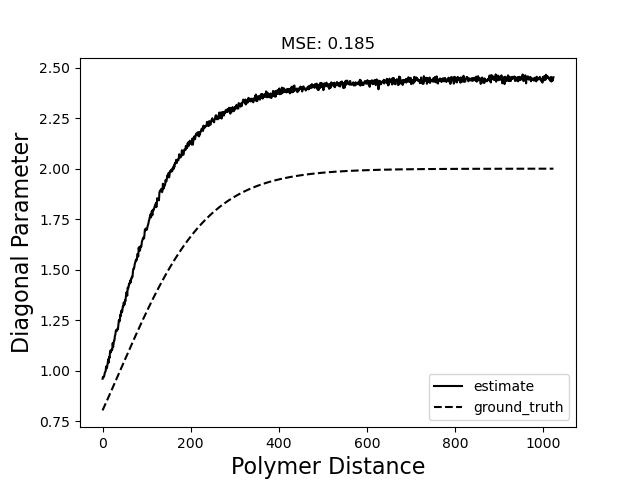 MSE: 0.185
Diagonal Parameter
2.50
2.25
2.00
1.75
1.50
1.25
1.00
0.75
estimate
ground_truth
0 200 400 600 800 1000
Polymer Distance